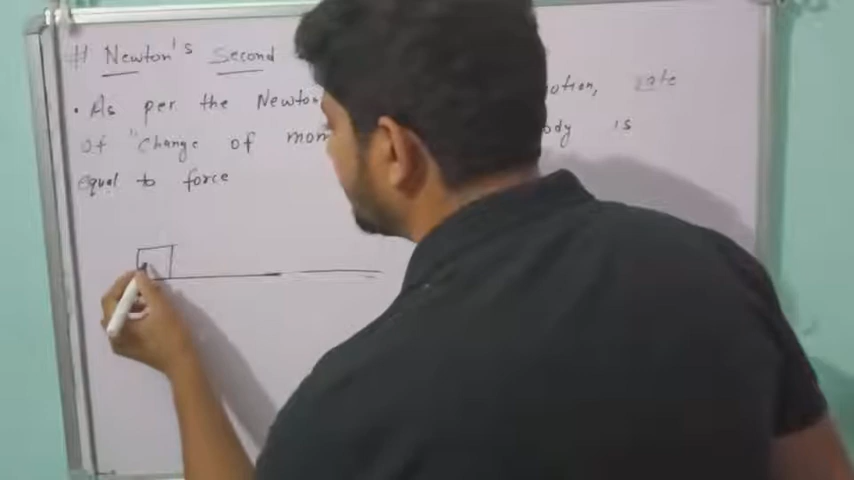 # Newton's Second
• As per the Newton otion, rate
of "Change of mom ody is
equal to force